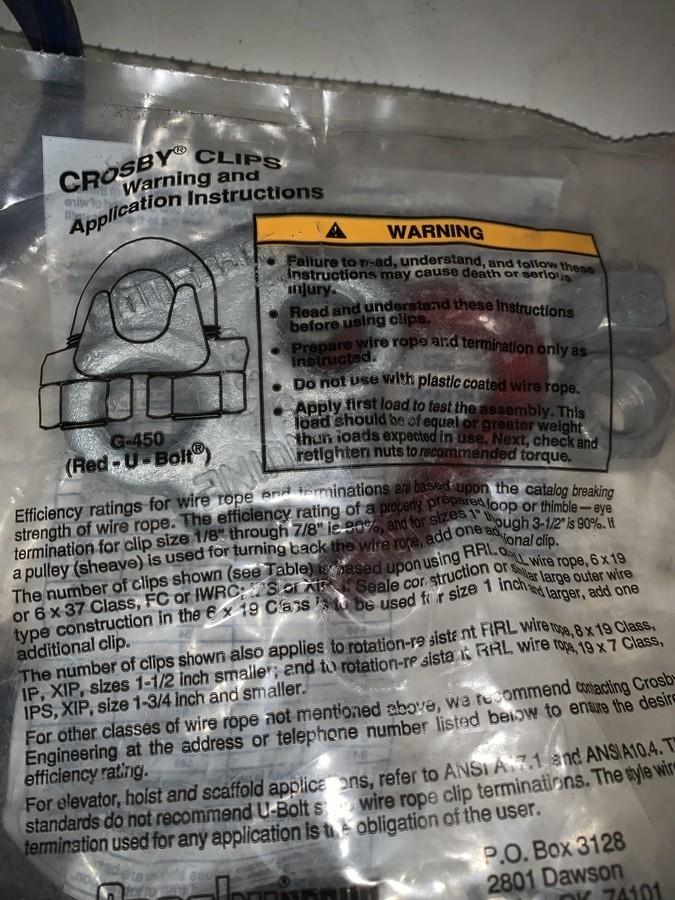 CROSBY® CLIPS
Warning and
Application Instructions
G-450
(Red - U - Bolt®)
WARNING
• Failure to read, understand, and follow these
instructions may cause death or serious
injury.
• Read and understand these instructions
before using clips.
• Prepare wire rope and termination only as
instructed.
• Do not use with plastic coated wire rope.
• Apply first load to test the assembly. This
load should be of equal or greater weight
than loads expected in use. Next, check and
retighten nuts to recommended torque.
Efficiency ratings for wire rope end terminations are based upon the catalog breaking
strength of wire rope. The efficiency rating of a properly prepared loop or thimble — eye
termination for clip size 1/8" through 7/8" is 80%, and for sizes 1" through 3-1/2" is 90%. If
a pulley (sheave) is used for turning back the wire rope, add one additional clip.
The number of clips shown (see Table) is based upon using RRL or wire rope, 6 x 19
or 6 x 37 Class, FC or IWRC; IPS or XIP. If Seale construction or similar large outer wire
type construction in the 6 x 19 Class is to be used for size 1 inch and larger, add one
additional clip.
The number of clips shown also applies to rotation-resistant RRL wire rope, 8 x 19 Class,
IP, XIP, sizes 1-1/2 inch smaller; and to rotation-resistant RRL wire rope, 19 x 7 Class,
IPS, XIP, size 1-3/4 inch and smaller.
For other classes of wire rope not mentioned above, we recommend contacting Crosby
Engineering at the address or telephone number listed below to ensure the desire
efficiency rating.
For elevator, hoist and scaffold applications, refer to ANSI A17.1 and ANSI A10.4. T
standards do not recommend U-Bolt style wire rope clip terminations. The style wir
termination used for any application is the obligation of the user.
P.O. Box 3128
2801 Dawson
OK 74101